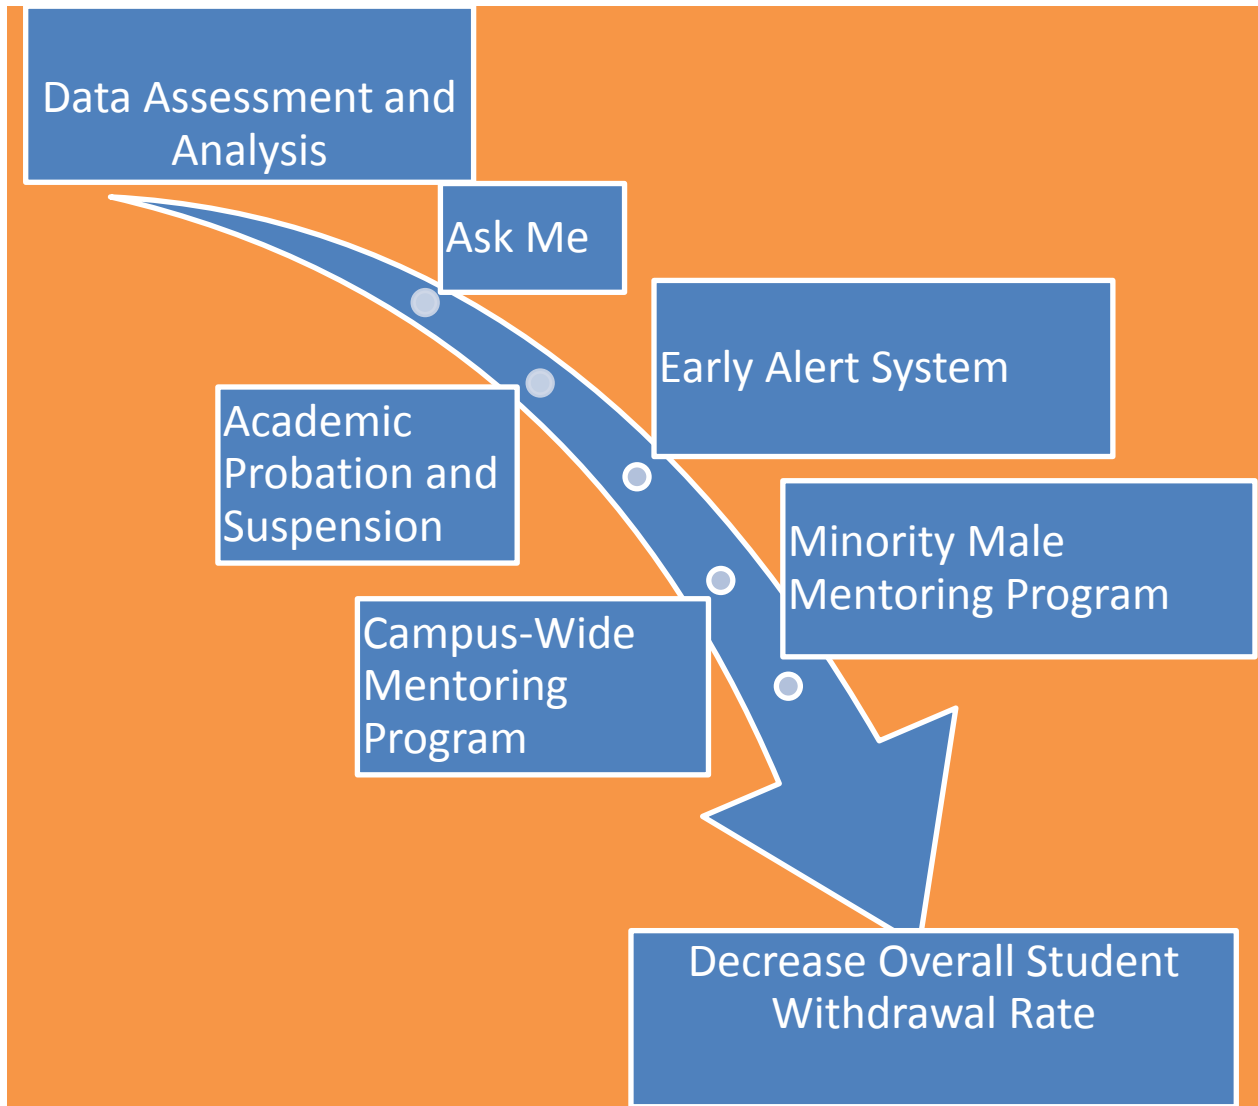 Data Assessment and
Analysis
Ask Me
Early Alert System
Academic
Probation and
Suspension
Minority Male
Mentoring Program
Campus-Wide
Mentoring
Program
Decrease Overall Student
Withdrawal Rate